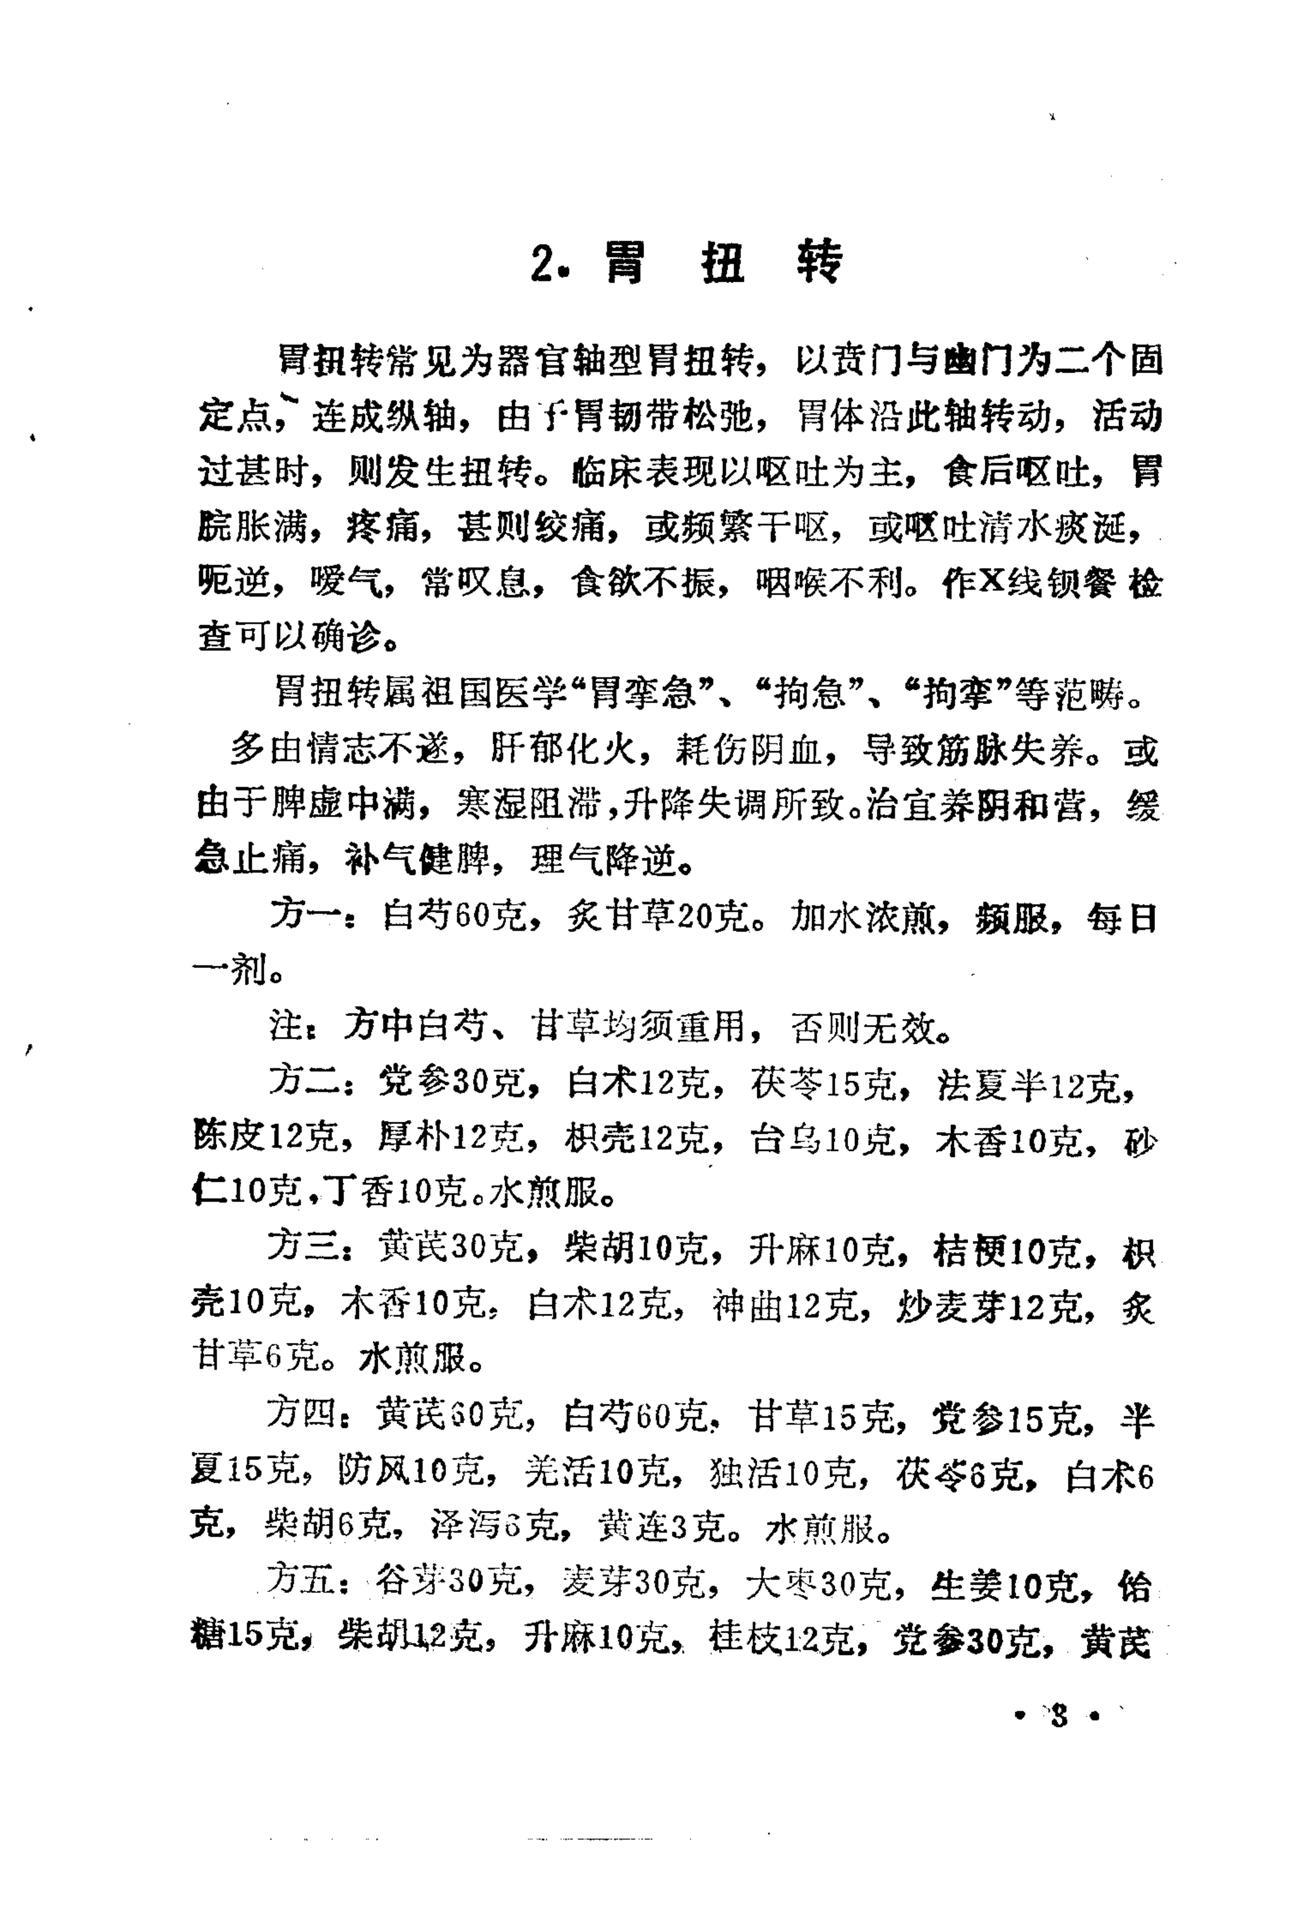 2. 胃扭转
胃扭转常见为器官轴型胃扭转，以贲门与幽门为二个固
定点，连成纵轴，由于胃韧带松弛，胃体沿此轴转动，活动
过甚时，则发生扭转。临床表现以呕吐为主，食后呕吐，胃
脘胀满，疼痛，甚则绞痛，或频繁干呕，或呕吐清水痰涎，
呃逆，嗳气，常叹息，食欲不振，咽喉不利。作X线钡餐检
查可以确诊。
胃扭转属祖国医学“胃挛急”、“拘急”、“拘挛”等范畴。
多由情志不遂，肝郁化火，耗伤阴血，导致筋脉失养。或
由于脾虚中满，寒湿阻滞，升降失调所致。治宜养阴和营，缓
急止痛，补气健脾，理气降逆。
方一：白芍60克，炙甘草20克。加水浓煎，频服，每日
一剂。
注：方中白芍、甘草均须重用，否则无效。
方二：党参30克，白术12克，茯苓15克，法夏半12克，
陈皮12克，厚朴12克，枳壳12克，台乌10克，木香10克，砂
仁10克，丁香10克。水煎服。
方三：黄芪30克，柴胡10克，升麻10克，桔梗10克，枳
壳10克，木香10克，白术12克，神曲12克，炒麦芽12克，炙
甘草6克。水煎服。
方四：黄芪60克，白芍60克，甘草15克，党参15克，半
夏15克，防风10克，羌活10克，独活10克，茯苓6克，白术6
克，柴胡6克，泽泻6克，黄连3克。水煎服。
方五：谷芽30克，麦芽30克，大枣30克，生姜10克，饴
糖15克，柴胡12克，升麻10克，桂枝12克，党参30克，黄芪
·3·